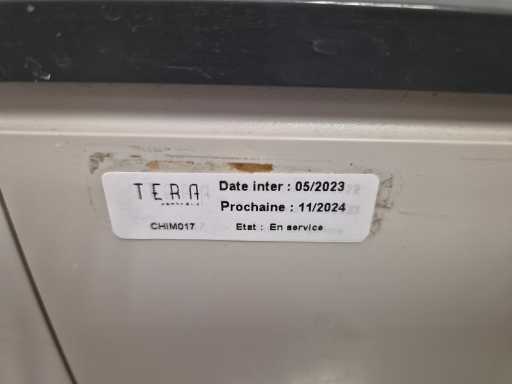 TERA
Date inter : 05/2023
Prochaine : 11/2024
CHIM017
Etat : En service